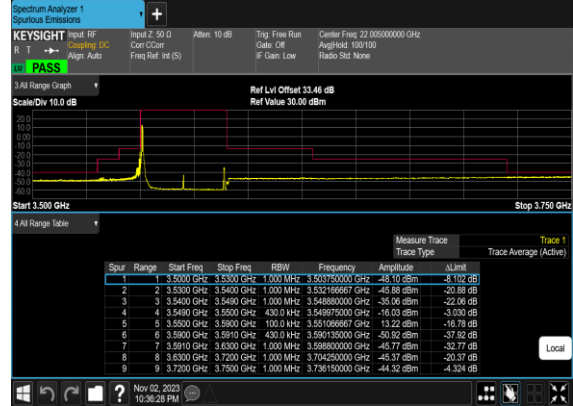 Spectrum Analyzer 1
Spurious Emissions
KEYSIGHT Input: RF Input Z: 50 Ω Atten: 10 dB Trig: Free Run Center Freq: 22.005000000 GHz
R T Coupling: DC Corr CCorr Gate: Off Avg|Hold: 100/100
Align: Auto Freq Ref: Int (S) IF Gain: Low Radio Std: None
PASS
3 All Range Graph
Ref Lvl Offset 33.46 dB
Scale/Div 10.0 dB Ref Value 30.00 dBm
20.0
10.0
0.00
-10.0
-20.0
-30.0
-40.0
-50.0
-60.0
Start 3.500 GHz Stop 3.750 GHz
4 All Range Table
Measure Trace Trace 1
Trace Type Trace Average (Active)
Spur Range Start Freq Stop Freq RBW Frequency Amplitude ΔLimit
1 1 3.5000 GHz 3.5300 GHz 1.000 MHz 3.503750000 GHz -48.10 dBm -8.102 dB
2 2 3.5300 GHz 3.5400 GHz 1.000 MHz 3.532166667 GHz -45.88 dBm -20.88 dB
3 3 3.5400 GHz 3.5490 GHz 1.000 MHz 3.548880000 GHz -35.06 dBm -22.06 dB
4 4 3.5490 GHz 3.5500 GHz 430.0 kHz 3.549975000 GHz -16.03 dBm -3.030 dB
5 5 3.5500 GHz 3.5900 GHz 100.0 kHz 3.551066667 GHz 13.22 dBm -16.78 dB
6 6 3.5900 GHz 3.5910 GHz 430.0 kHz 3.590135000 GHz -50.92 dBm -37.92 dB
7 7 3.5910 GHz 3.6300 GHz 1.000 MHz 3.598800000 GHz -45.77 dBm -32.77 dB
8 8 3.6300 GHz 3.7200 GHz 1.000 MHz 3.704250000 GHz -45.37 dBm -20.37 dB
9 9 3.7200 GHz 3.7500 GHz 1.000 MHz 3.736150000 GHz -44.32 dBm -4.324 dB
Local
? Nov 02, 2023
10:36:28 PM